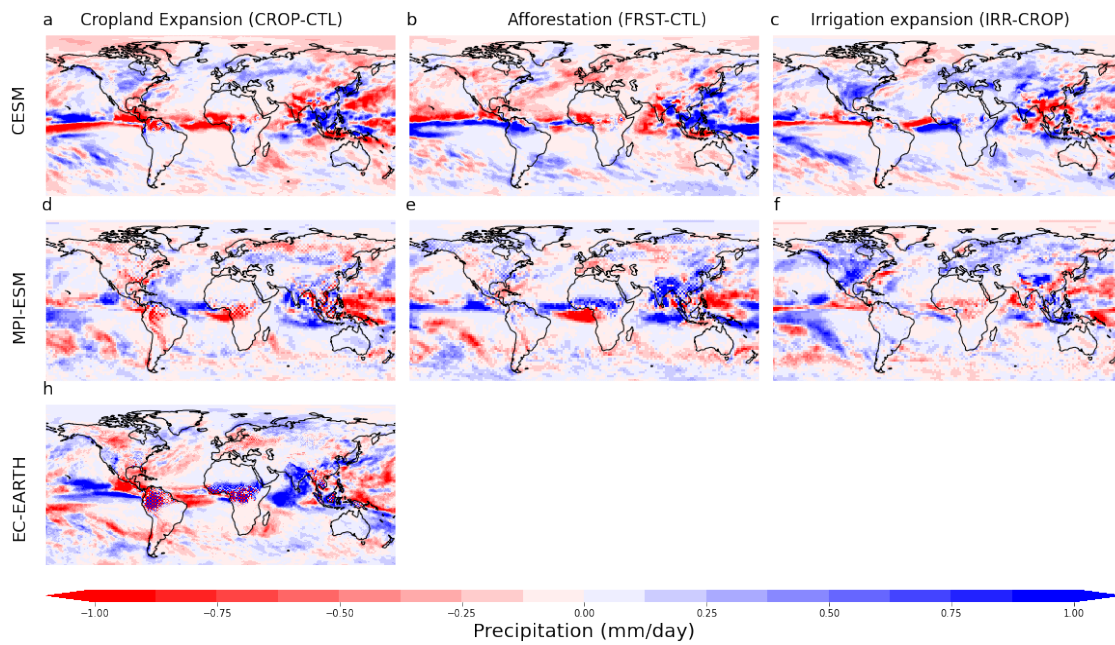 a Cropland Expansion (CROP-CTL) b Afforestation (FRST-CTL) c Irrigation expansion (IRR-CROP)
CESM
d e f
MPI-ESM
h
EC-EARTH
−1.00 −0.75 −0.50 −0.25 0.00 0.25 0.50 0.75 1.00
Precipitation (mm/day)